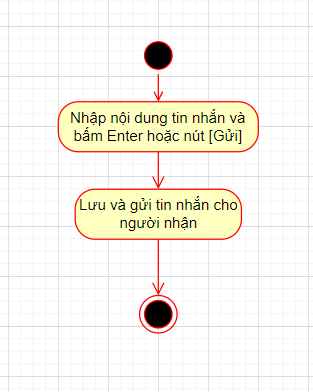 Nhập nội dung tin nhắn và
bấm Enter hoặc nút [Gửi]
Lưu và gửi tin nhắn cho
người nhận